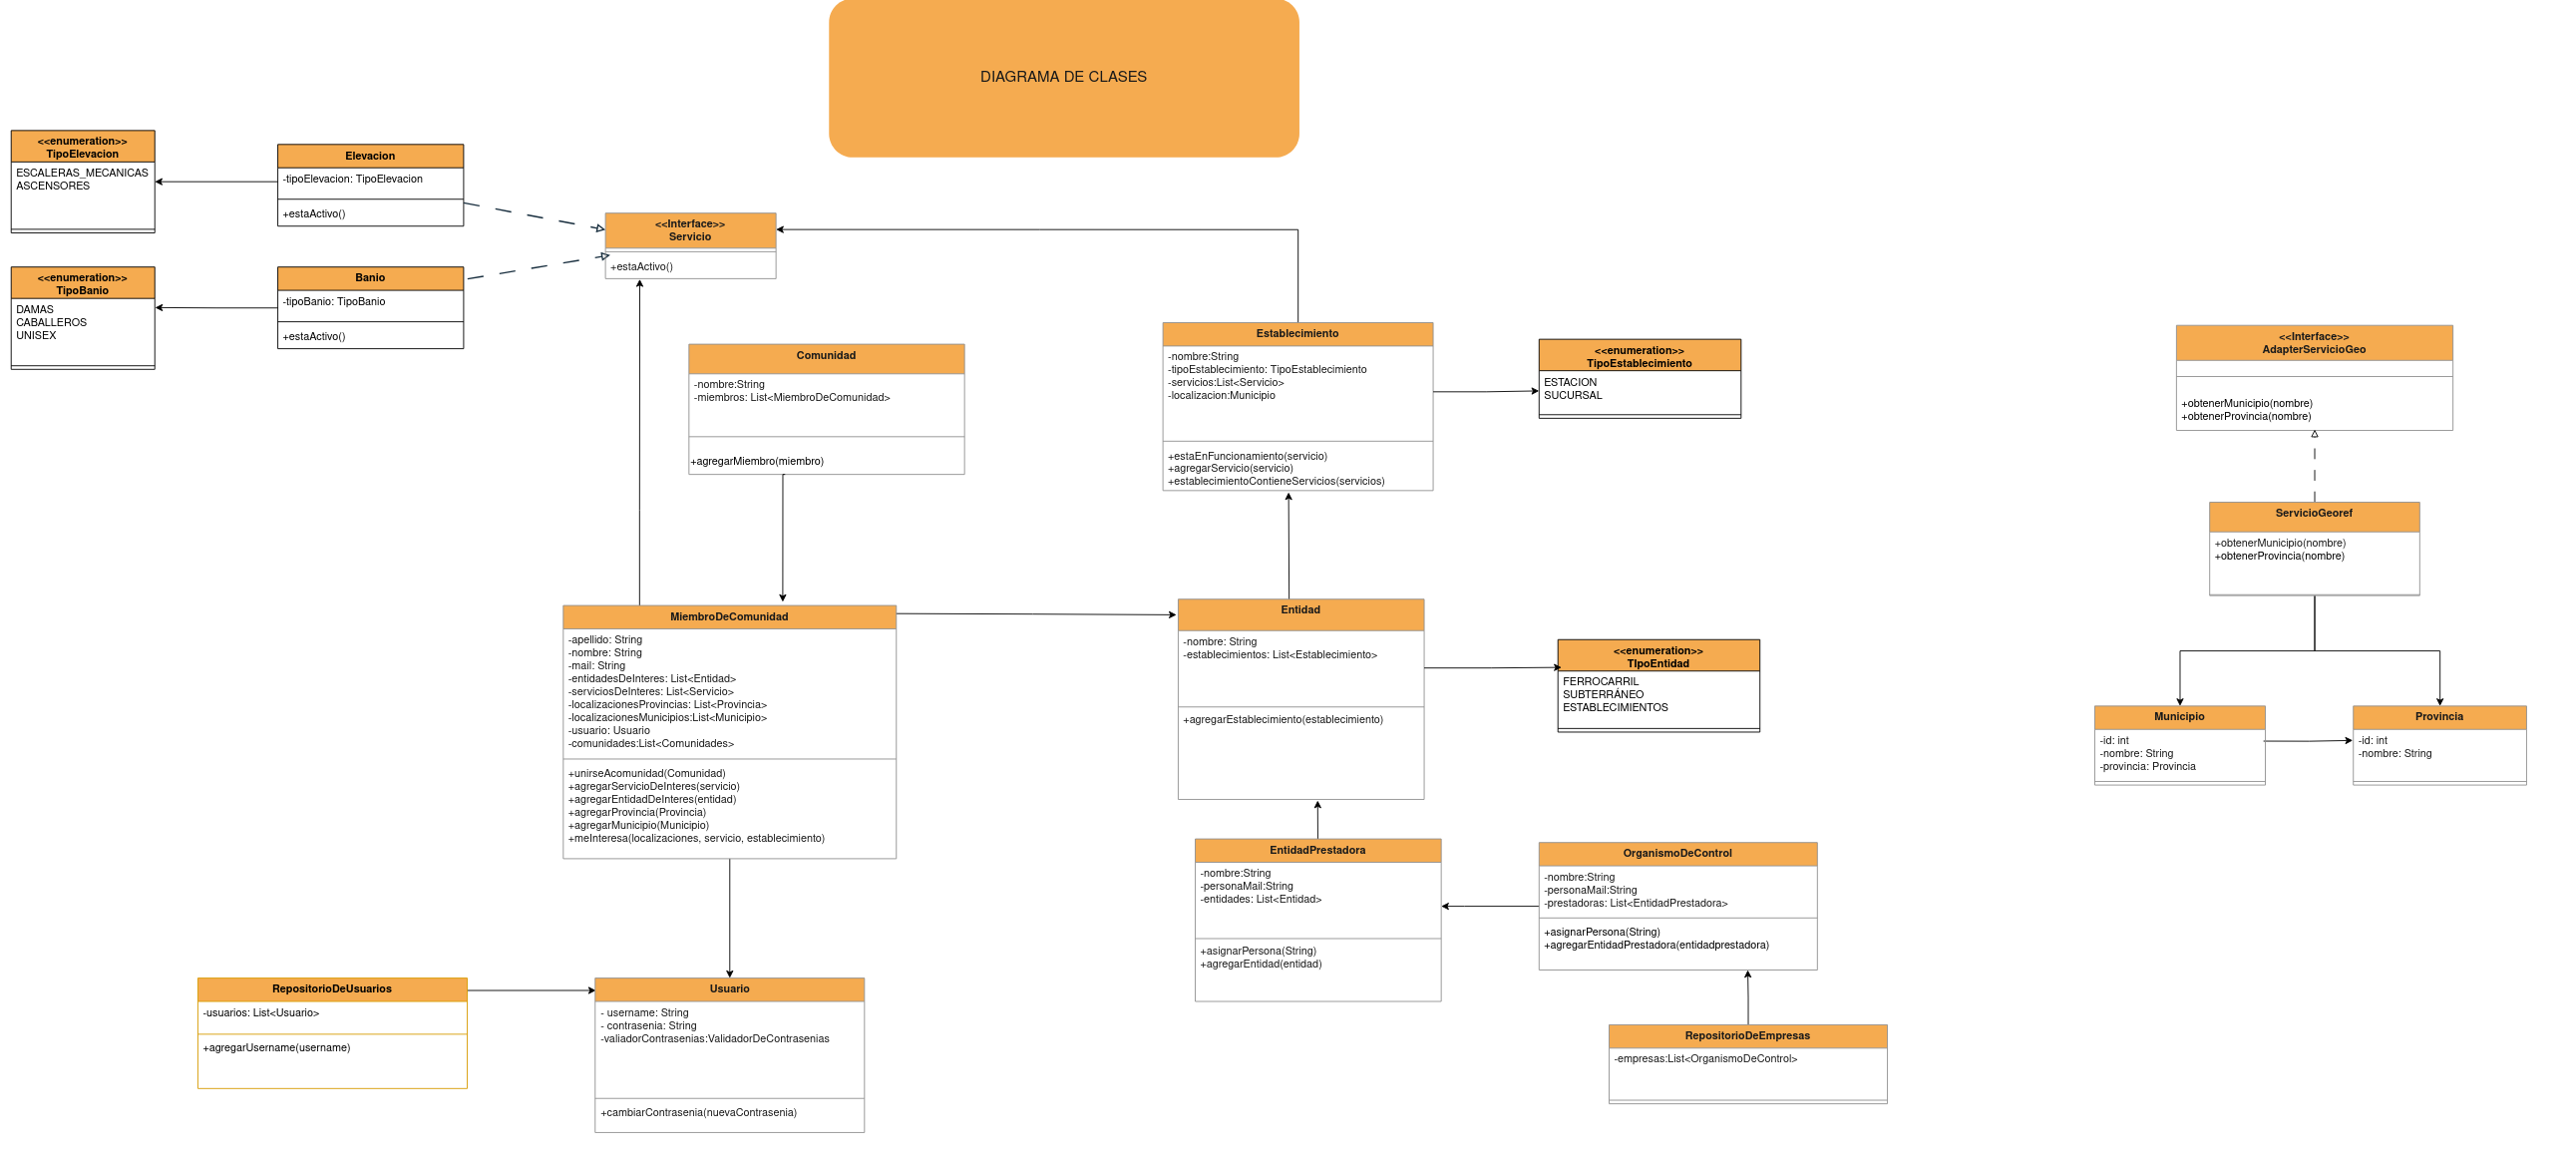 DIAGRAMA DE CLASES
<<enumeration>>
TipoElevacion
ESCALERAS_MECANICAS
ASCENSORES
Elevacion
-tipoElevacion: TipoElevacion
+estaActivo()
<<enumeration>>
TipoBanio
DAMAS
CABALLEROS
UNISEX
Banio
-tipoBanio: TipoBanio
+estaActivo()
<<Interface>>
Servicio
+estaActivo()
Comunidad
-nombre:String
-miembros: List<MiembroDeComunidad>
+agregarMiembro(miembro)
Establecimiento
-nombre:String
-tipoEstablecimiento: TipoEstablecimiento
-servicios:List<Servicio>
-localizacion:Municipio
+estaEnFuncionamiento(servicio)
+agregarServicio(servicio)
+establecimientoContieneServicios(servicios)
<<enumeration>>
TipoEstablecimiento
ESTACION
SUCURSAL
<<Interface>>
AdapterServicioGeo
+obtenerMunicipio(nombre)
+obtenerProvincia(nombre)
ServicioGeoref
+obtenerMunicipio(nombre)
+obtenerProvincia(nombre)
MiembroDeComunidad
-apellido: String
-nombre: String
-mail: String
-entidadesDeInteres: List<Entidad>
-serviciosDeInteres: List<Servicio>
-localizacionesProvincias: List<Provincia>
-localizacionesMunicipios:List<Municipio>
-usuario: Usuario
-comunidades:List<Comunidades>
+unirseAcomunidad(Comunidad)
+agregarServicioDeInteres(servicio)
+agregarEntidadDeInteres(entidad)
+agregarProvincia(Provincia)
+agregarMunicipio(Municipio)
+meInteresa(localizaciones, servicio, establecimiento)
Entidad
-nombre: String
-establecimientos: List<Establecimiento>
+agregarEstablecimiento(establecimiento)
<<enumeration>>
TIpoEntidad
FERROCARRIL
SUBTERRÁNEO
ESTABLECIMIENTOS
Municipio
-id: int
-nombre: String
-provincia: Provincia
Provincia
-id: int
-nombre: String
EntidadPrestadora
-nombre:String
-personaMail:String
-entidades: List<Entidad>
+asignarPersona(String)
+agregarEntidad(entidad)
OrganismoDeControl
-nombre:String
-personaMail:String
-prestadoras: List<EntidadPrestadora>
+asignarPersona(String)
+agregarEntidadPrestadora(entidadprestadora)
RepositorioDeUsuarios
-usuarios: List<Usuario>
+agregarUsername(username)
Usuario
- username: String
- contrasenia: String
-valiadorContrasenias:ValidadorDeContrasenias
+cambiarContrasenia(nuevaContrasenia)
RepositorioDeEmpresas
-empresas:List<OrganismoDeControl>